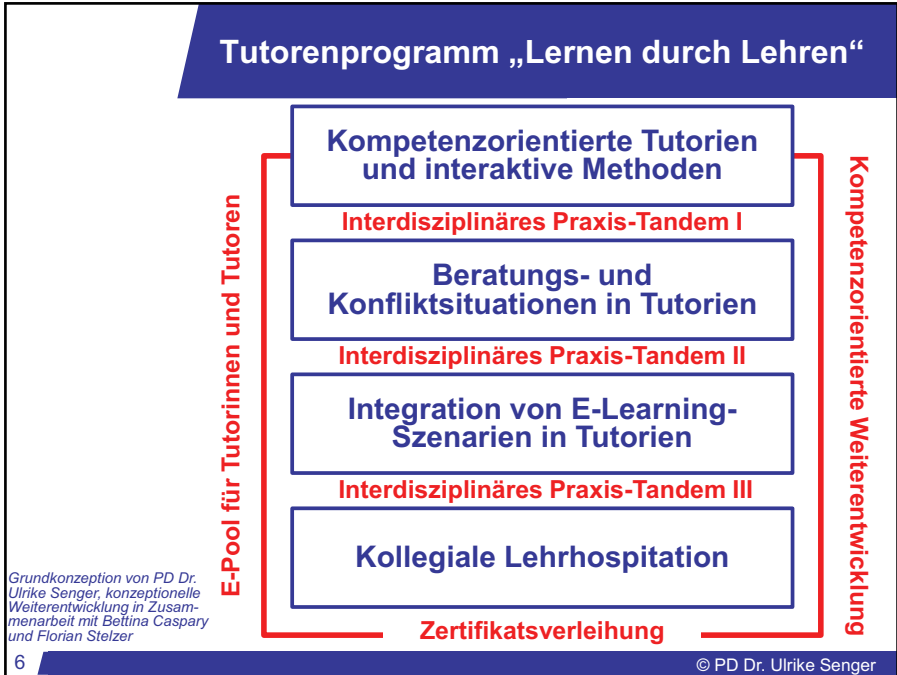 Tutorenprogramm „Lernen durch Lehren“
Kompetenzorientierte Tutorien
und interaktive Methoden
Interdisziplinäres Praxis-Tandem I
Beratungs- und
Konfliktsituationen in Tutorien
Interdisziplinäres Praxis-Tandem II
Integration von E-Learning-
Szenarien in Tutorien
Interdisziplinäres Praxis-Tandem III
Kollegiale Lehrhospitation
Zertifikatsverleihung
E-Pool für Tutorinnen und Tutoren
Kompetenzorientierte Weiterentwicklung
Grundkonzeption von PD Dr.
Ulrike Senger, konzeptionelle
Weiterentwicklung in Zusam-
menarbeit mit Bettina Caspary
und Florian Stelzer
6
© PD Dr. Ulrike Senger